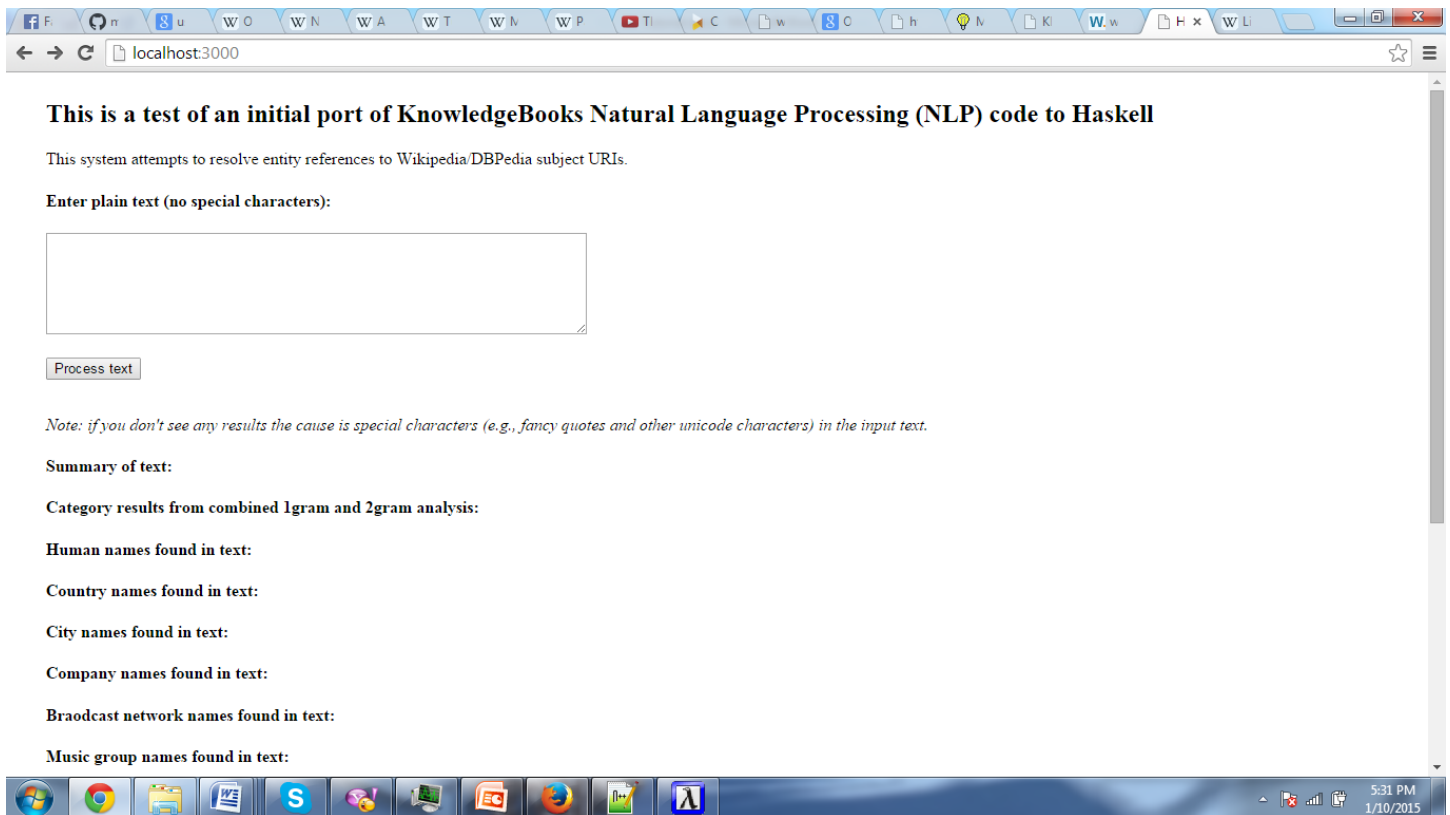 F
n
u
O
N
A
T
M
P
C
w
O
h
M
Kl
W. w
H
Li
localhost:3000
This is a test of an initial port of KnowledgeBooks Natural Language Processing (NLP) code to Haskell
This system attempts to resolve entity references to Wikipedia/DBPedia subject URIs.
Enter plain text (no special characters):
Process text
Note: if you don't see any results the cause is special characters (e.g., fancy quotes and other unicode characters) in the input text.
Summary of text:
Category results from combined 1gram and 2gram analysis:
Human names found in text:
Country names found in text:
City names found in text:
Company names found in text:
Braodcast network names found in text:
Music group names found in text:
5:31 PM
1/10/2015